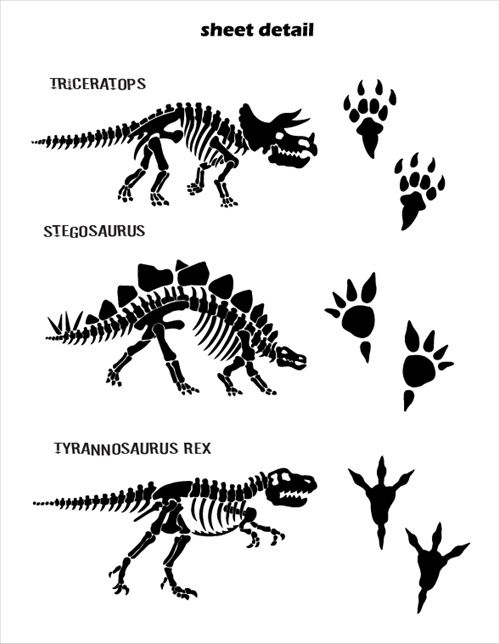 sheet detail
TRICERATOPS
STEGOSAURUS
TYRANNOSAURUS REX